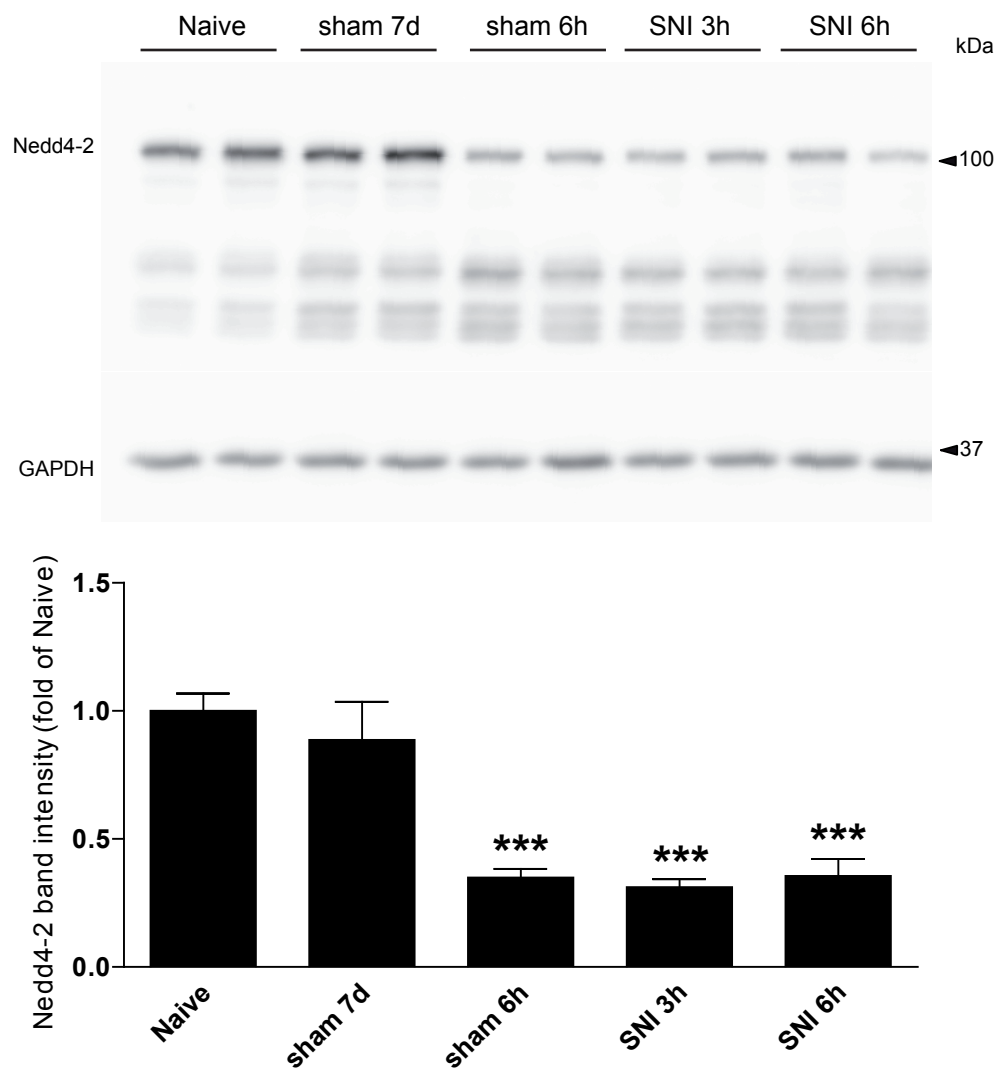 Naive sham 7d sham 6h SNI 3h SNI 6h
kDa
Nedd4-2
◄100
GAPDH
◄37
Nedd4-2 band intensity (fold of Naive)
1.5
1.0
0.5
0.0
*** *** ***
Naive sham 7d sham 6h SNI 3h SNI 6h